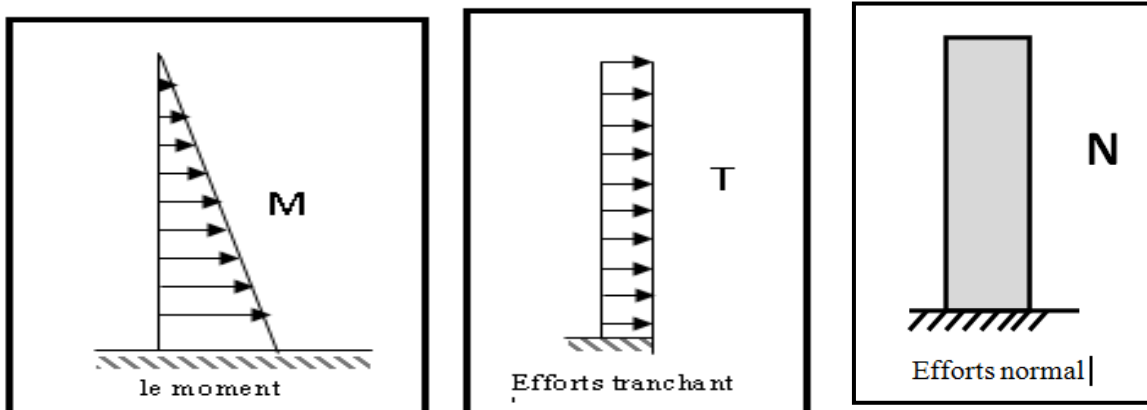 M
le moment
T
Efforts tranchant
N
Efforts normal